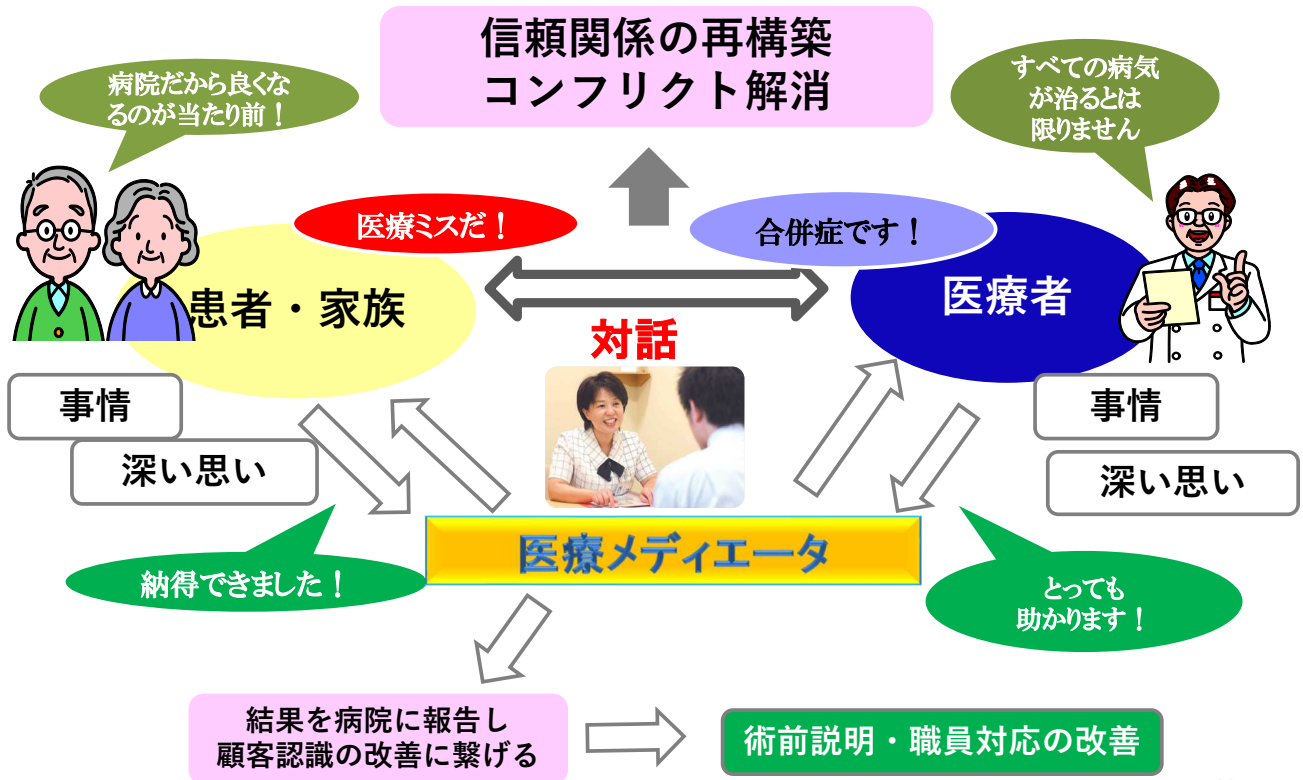 信頼関係の再構築
コンフリクト解消
病院だから良くな
るのが当たり前！
すべての病気
が治るとは
限りません
医療ミスだ！
合併症です！
患者・家族
医療者
対話
事情
深い思い
事情
深い思い
医療メディエータ
納得できました！
とっても
助かります！
結果を病院に報告し
顧客認識の改善に繋げる
術前説明・職員対応の改善